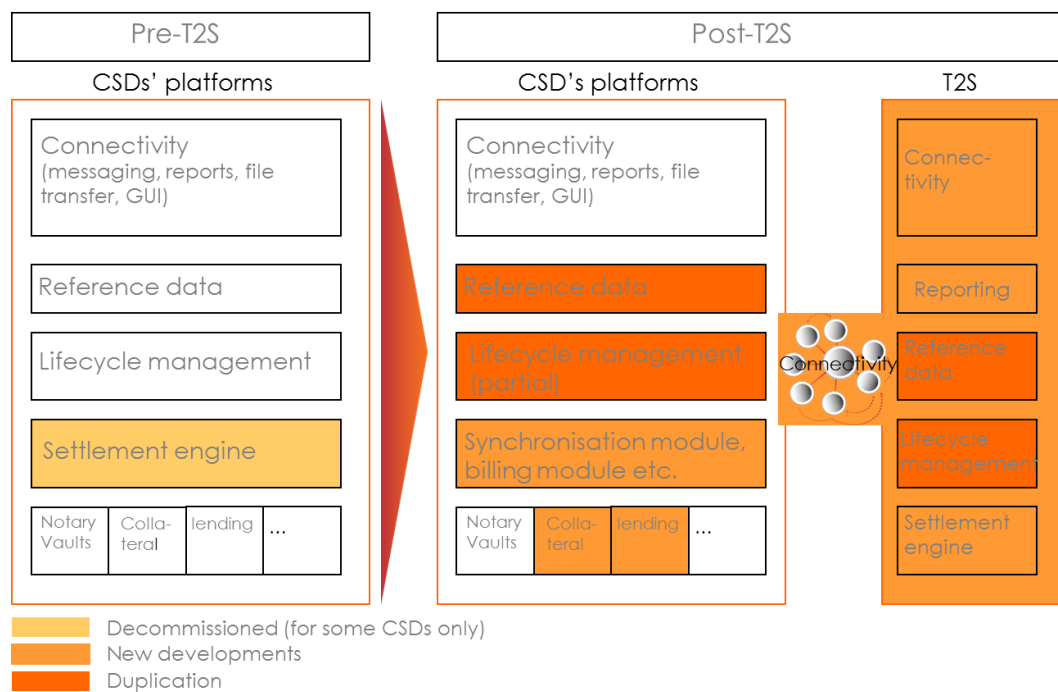 Pre-T2S
Post-T2S
CSDs’ platforms
CSD’s platforms
T2S
Connectivity
(messaging, reports, file
transfer, GUI)
Reference data
Lifecycle management
Settlement engine
Notary
Vaults
Colla-
teral
lending
...
Connectivity
(messaging, reports, file
transfer, GUI)
Reference data
Lifecycle management
(partial)
Synchronisation module,
billing module etc.
Notary
Vaults
Colla-
teral
lending
...
Connectivity
Connec-
tivity
Reporting
Reference
data
Lifecycle
management
Settlement
engine
Decommissioned (for some CSDs only)
New developments
Duplication